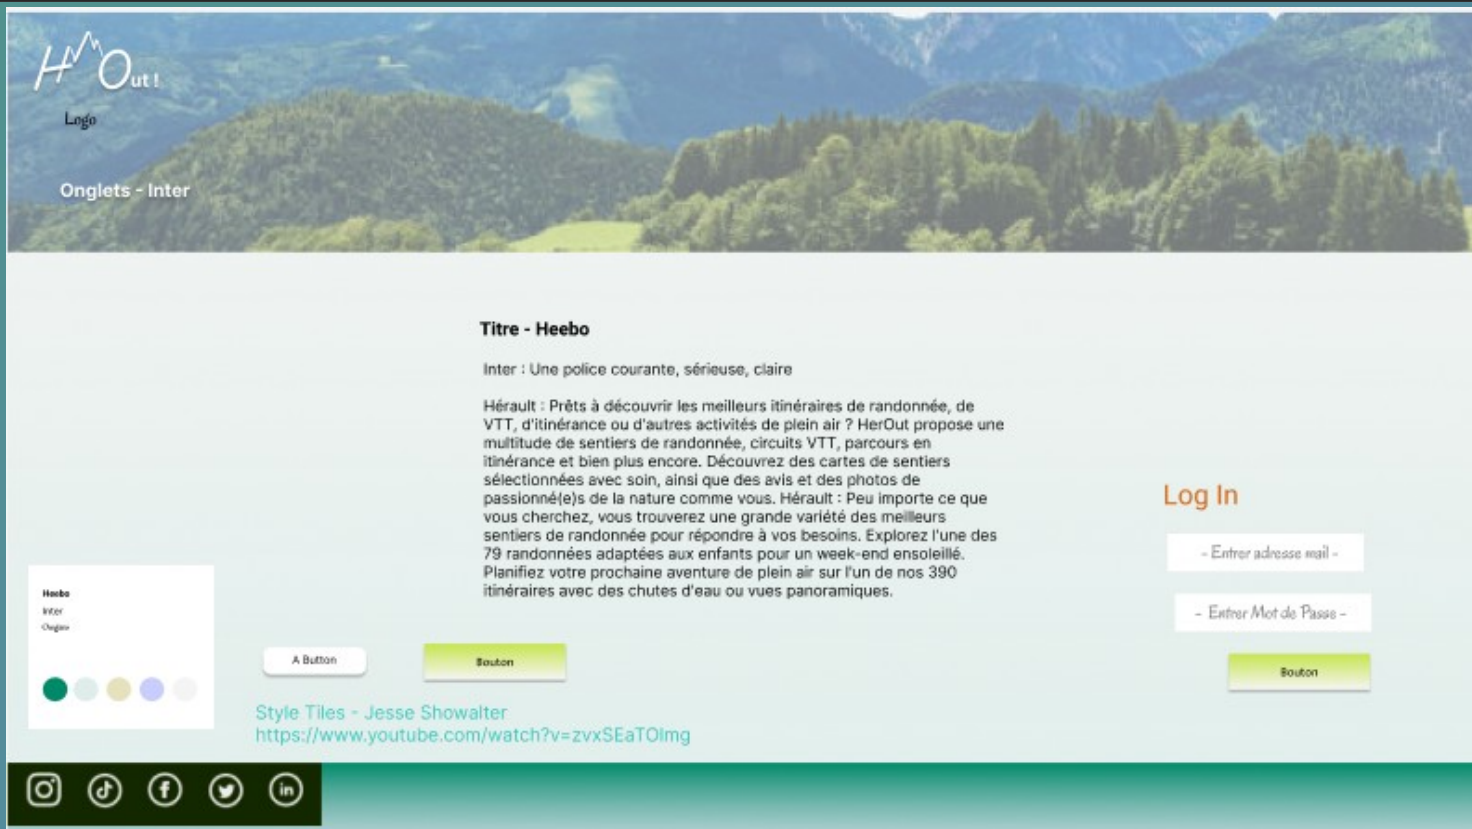 HOut !
Logo
Onglets - Inter
Titre - Heebo
Inter : Une police courante, sérieuse, claire
Hérault : Prêts à découvrir les meilleurs itinéraires de randonnée, de
VTT, d'itinérance ou d'autres activités de plein air ? HerOut propose une
multitude de sentiers de randonnée, circuits VTT, parcours en
itinérance et bien plus encore. Découvrez des cartes de sentiers
sélectionnées avec soin, ainsi que des avis et des photos de
passionné(e)s de la nature comme vous. Hérault : Peu importe ce que
vous cherchez, vous trouverez une grande variété des meilleurs
sentiers de randonnée pour répondre à vos besoins. Explorez l'une des
79 randonnées adaptées aux enfants pour un week-end ensoleillé.
Planifiez votre prochaine aventure de plein air sur l'un de nos 390
itinéraires avec des chutes d'eau ou vues panoramiques.
Log In
- Entrer adresse mail -
- Entrer Mot de Passe -
Bouton
Heebo
Inter
A Button
Bouton
Style Tiles - Jesse Showalter
https://www.youtube.com/watch?v=zvxSEaTOImg
in